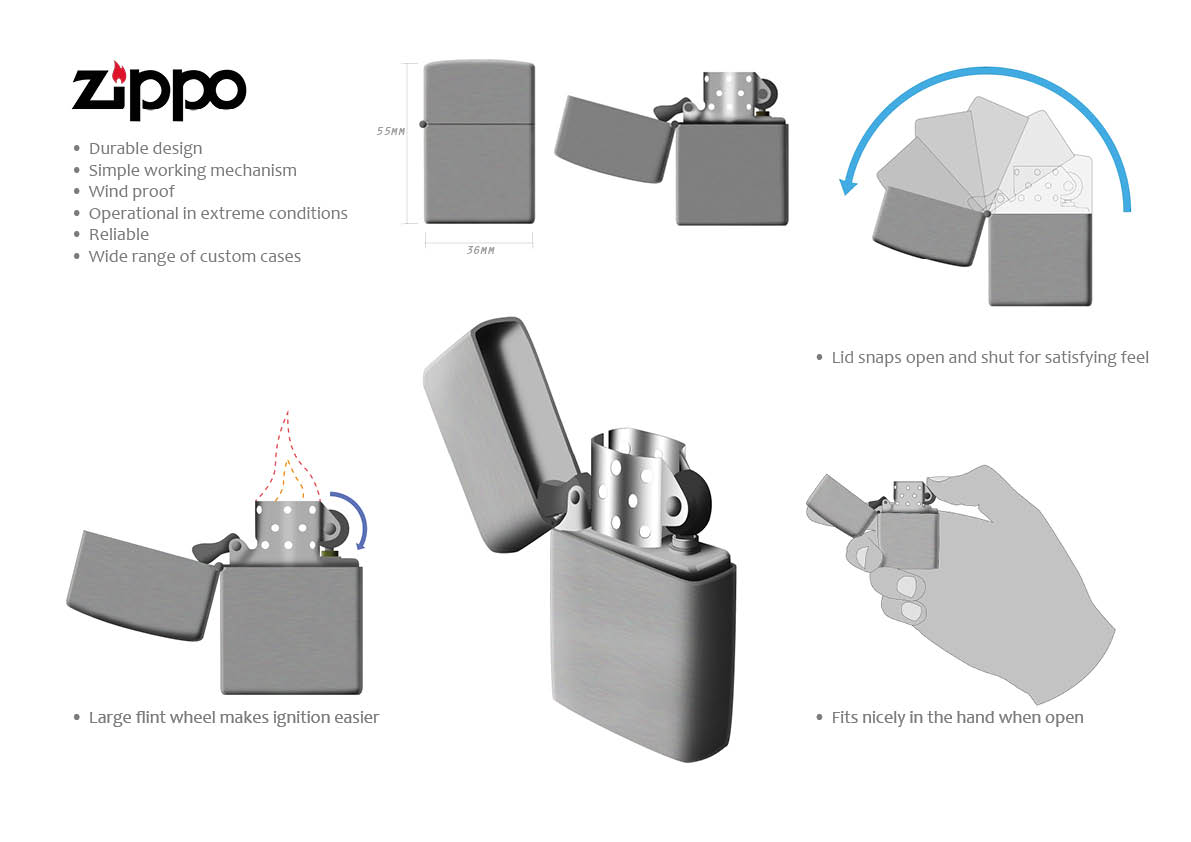 zippo
• Durable design
• Simple working mechanism
• Wind proof
• Operational in extreme conditions
• Reliable
• Wide range of custom cases
55MM
36MM
• Lid snaps open and shut for satisfying feel
• Large flint wheel makes ignition easier
• Fits nicely in the hand when open